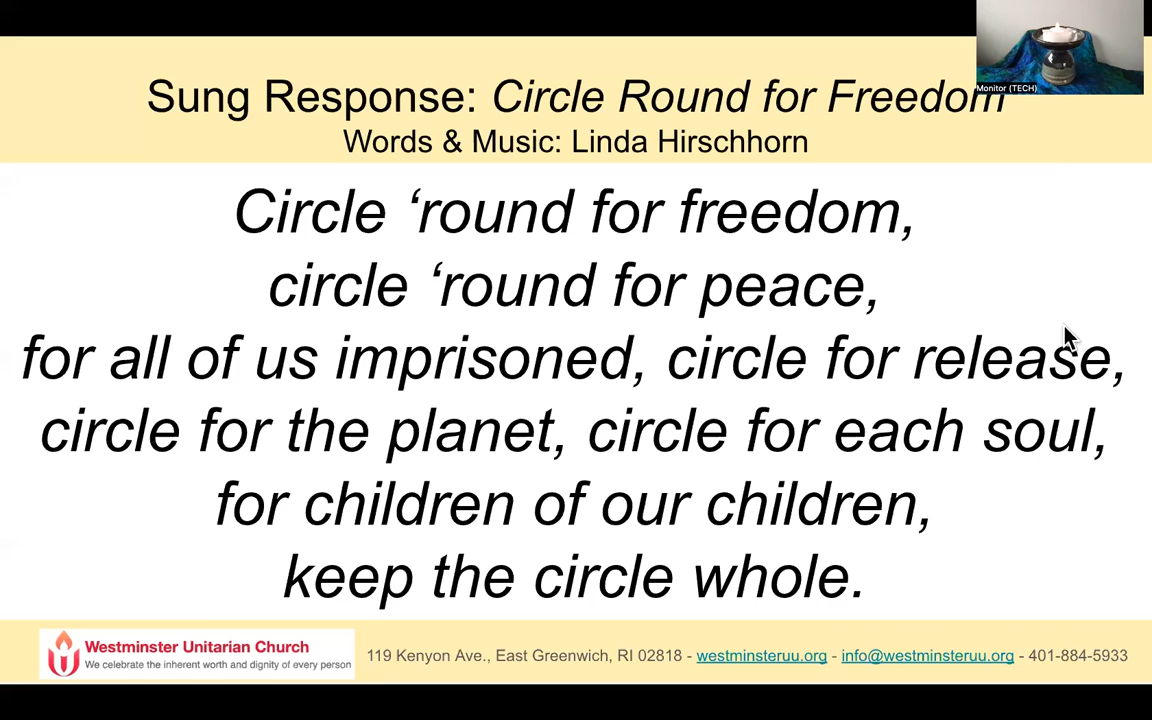 Monitor (TECH)
Sung Response: Circle Round for Freedom
Words & Music: Linda Hirschhorn
Circle ‘round for freedom,
circle ‘round for peace,
for all of us imprisoned, circle for release,
circle for the planet, circle for each soul,
for children of our children,
keep the circle whole.
Westminster Unitarian Church
We celebrate the inherent worth and dignity of every person
119 Kenyon Ave., East Greenwich, RI 02818 - westminsteruu.org - info@westminsteruu.org - 401-884-5933